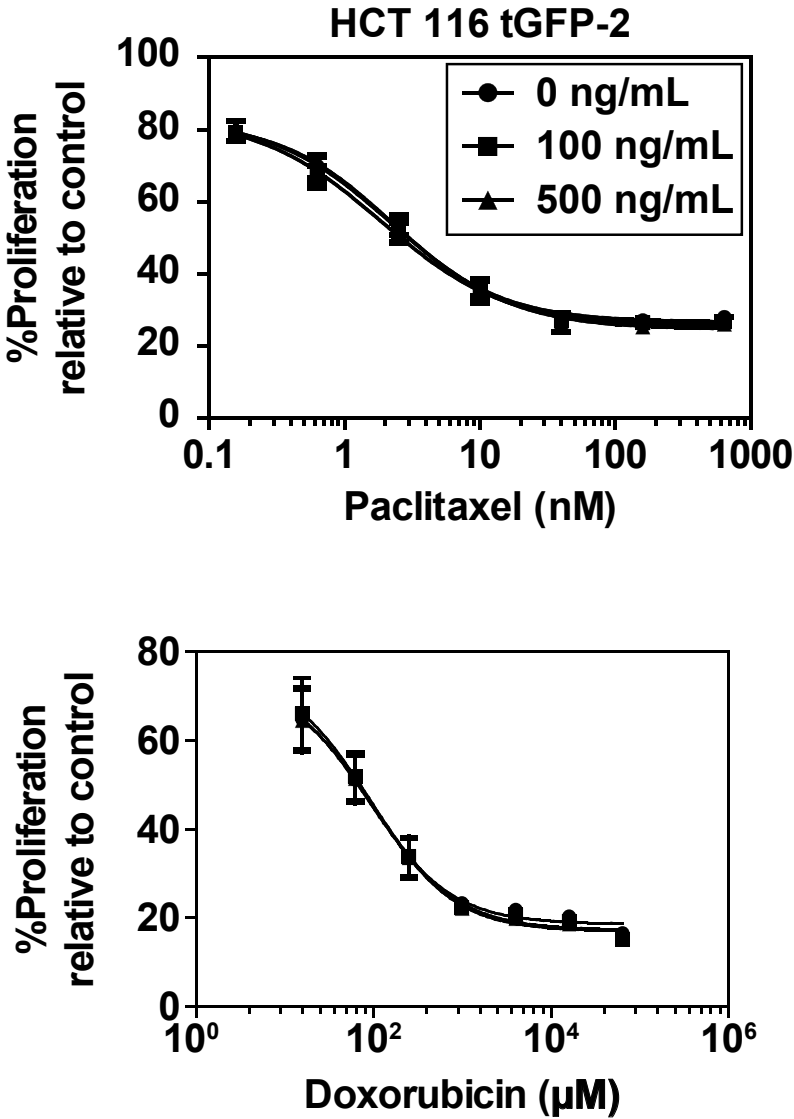 HCT 116 tGFP-2
100
80
60
40
20
0
%Proliferation
relative to control
0 ng/mL
100 ng/mL
500 ng/mL
0.1 1 10 100 1000
Paclitaxel (nM)
80
60
40
20
0
%Proliferation
relative to control
10⁰ 10² 10⁴ 10⁶
Doxorubicin (µM)